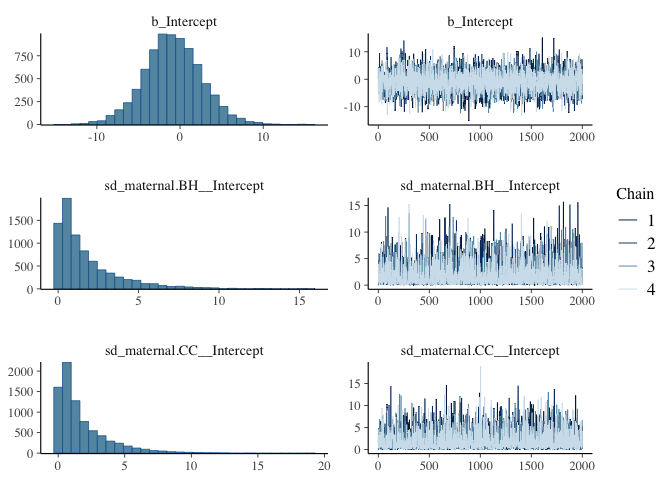 b_Intercept
750
500
250
0
-10 0 10
b_Intercept
10
0
-10
0 500 1000 1500 2000
sd_maternal.BH__Intercept
1500
1000
500
0
0 5 10 15
sd_maternal.BH__Intercept
15
10
5
0
0 500 1000 1500 2000
sd_maternal.CC__Intercept
2000
1500
1000
500
0
0 5 10 15 20
sd_maternal.CC__Intercept
15
10
5
0
0 500 1000 1500 2000
Chain
1
2
3
4